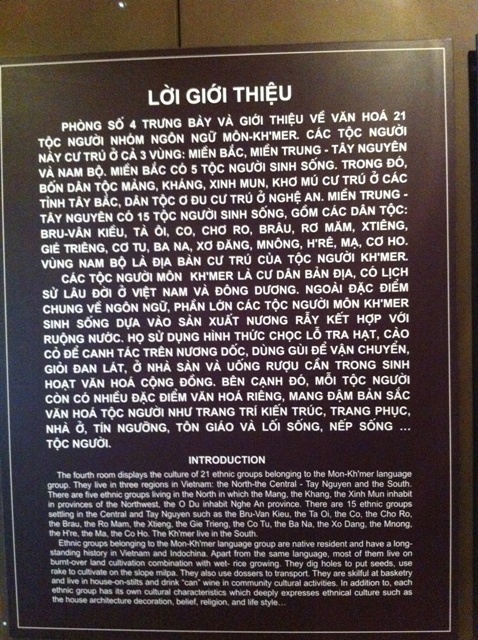 LỜI GIỚI THIỆU
PHÒNG SỐ 4 TRƯNG BÀY VÀ GIỚI THIỆU VỀ VĂN HOÁ 21
TỘC NGƯỜI NHÓM NGÔN NGỮ MÔN-KH'MER. CÁC TỘC NGƯỜI
NÀY CƯ TRÚ Ở CẢ 3 VÙNG: MIỀN BẮC, MIỀN TRUNG - TÂY NGUYÊN
VÀ NAM BỘ. MIỀN BẮC CÓ 5 TỘC NGƯỜI SINH SỐNG. TRONG ĐÓ,
BỐN DÂN TỘC MẢNG, KHÁNG, XINH MUN, KHƠ MÚ CƯ TRÚ Ở CÁC
TỈNH TÂY BẮC, DÂN TỘC Ơ ĐU CƯ TRÚ Ở NGHỆ AN. MIỀN TRUNG -
TÂY NGUYÊN CÓ 15 TỘC NGƯỜI SINH SỐNG, GỒM CÁC DÂN TỘC:
BRU-VÂN KIỀU, TÀ ÔI, CO, CHƠ RO, BRÂU, RƠ MĂM, XTIÊNG,
GIÉ TRIÊNG, CƠ TU, BA NA, XƠ ĐĂNG, MNÔNG, H'RÊ, MẠ, CƠ HO.
VÙNG NAM BỘ LÀ ĐỊA BÀN CƯ TRÚ CỦA TỘC NGƯỜI KH'MER.
CÁC TỘC NGƯỜI MÔN KH'MER LÀ CƯ DÂN BẢN ĐỊA, CÓ LỊCH
SỬ LÂU ĐỜI Ở VIỆT NAM VÀ ĐÔNG DƯƠNG. NGOÀI ĐẶC ĐIỂM
CHUNG VỀ NGÔN NGỮ, PHẦN LỚN CÁC TỘC NGƯỜI MÔN KH'MER
SINH SỐNG DỰA VÀO SẢN XUẤT NƯƠNG RẪY KẾT HỢP VỚI
RUỘNG NƯỚC. HỌ SỬ DỤNG HÌNH THỨC CHỌC LỖ TRA HẠT, CÀO
CỎ ĐỂ CANH TÁC TRÊN NƯƠNG DỐC, DÙNG GÙI ĐỂ VẬN CHUYỂN,
GIỎI ĐAN LÁT, Ở NHÀ SÀN VÀ UỐNG RƯỢU CẦN TRONG SINH
HOẠT VĂN HOÁ CỘNG ĐỒNG. BÊN CẠNH ĐÓ, MỖI TỘC NGƯỜI
CÒN CÓ NHIỀU ĐẶC ĐIỂM VĂN HOÁ RIÊNG, MANG ĐẬM BẢN SẮC
VĂN HOÁ TỘC NGƯỜI NHƯ TRANG TRÍ KIẾN TRÚC, TRANG PHỤC,
NHÀ Ở, TÍN NGƯỠNG, TÔN GIÁO VÀ LỐI SỐNG, NẾP SỐNG ...
TỘC NGƯỜI.
INTRODUCTION
The fourth room displays the culture of 21 ethnic groups belonging to the Mon-Kh'mer language
group. They live in three regions in Vietnam: the North-the Central - Tay Nguyen and the South.
There are five ethnic groups living in the North in which the Mang, the Khang, the Xinh Mun inhabit
in provinces of the Northwest, the O Du inhabit Nghe An province. There are 15 ethnic groups
settling in the Central and Tay Nguyen such as the Bru-Van Kieu, the Ta Oi, the Co, the Cho Ro,
the Brau, the Ro Mam, the Xtieng, the Gie Trieng, the Co Tu, the Ba Na, the Xo Dang, the Mnong,
the H're, the Ma, the Co Ho. The Kh'mer live in the South.
Ethnic groups belonging to the Mon-Kh'mer language group are native resident and have a long-
standing history in Vietnam and Indochina. Apart from the same language, most of them live on
burnt-over land cultivation combination with wet- rice growing. They dig holes to put seeds, use
rake to cultivate on the slope milpa. They also use dossers to transport. They are skilful at basketry
and live in house-on-stilts and drink "can" wine in community cultural activities. In addition to, each
ethnic group has its own cultural characteristics which deeply expresses ethnical culture such as
the house architecture decoration, belief, religion, and life style...